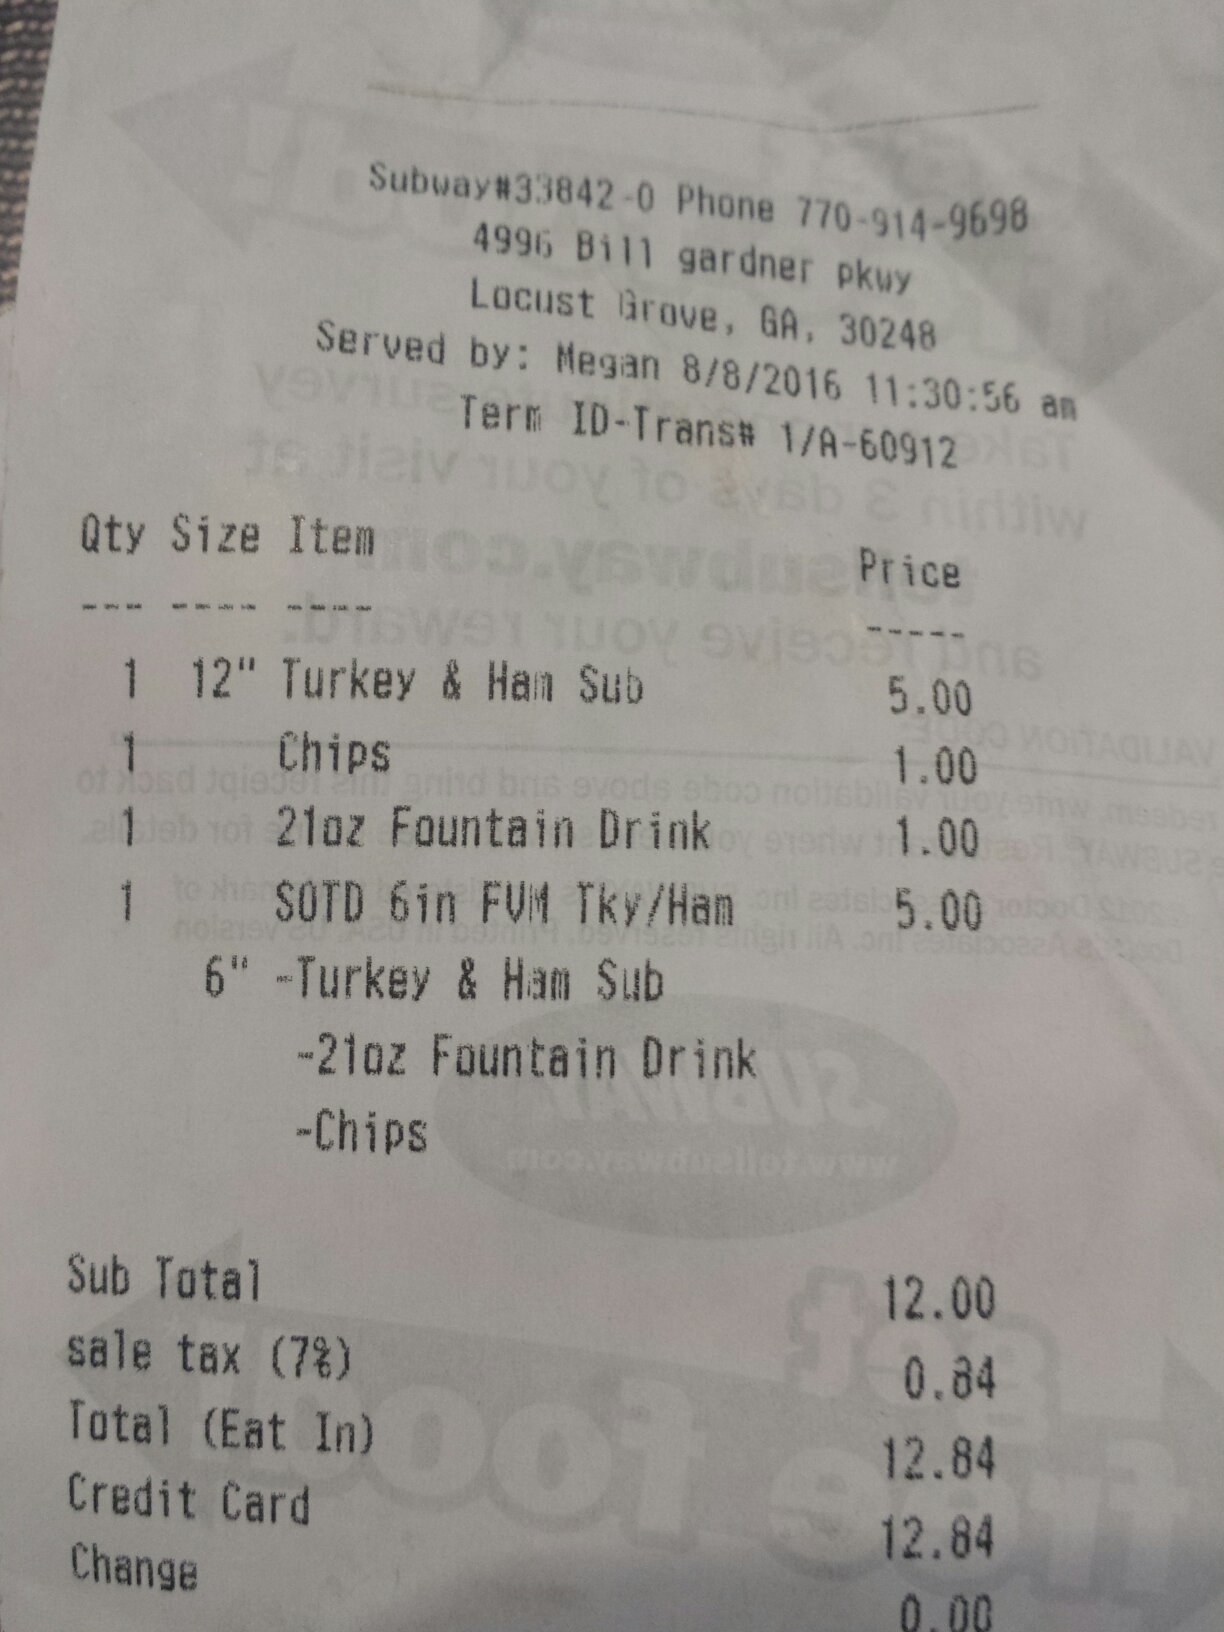 Subway#33842-0 Phone 770-914-9698
4996 Bill gardner pkwy
Locust Grove, GA, 30248
Served by: Megan 8/8/2016 11:30:56 am
Term ID-Trans# 1/A-60912
Qty Size Item Price
--- ---- ---- -----
1 12" Turkey & Ham Sub 5.00
1 Chips 1.00
1 21oz Fountain Drink 1.00
1 SOTD 6in FVM Tky/Ham 5.00
6" -Turkey & Ham Sub
-21oz Fountain Drink
-Chips
Sub Total 12.00
sale tax (7%) 0.84
Total (Eat In) 12.84
Credit Card 12.84
Change 0.00